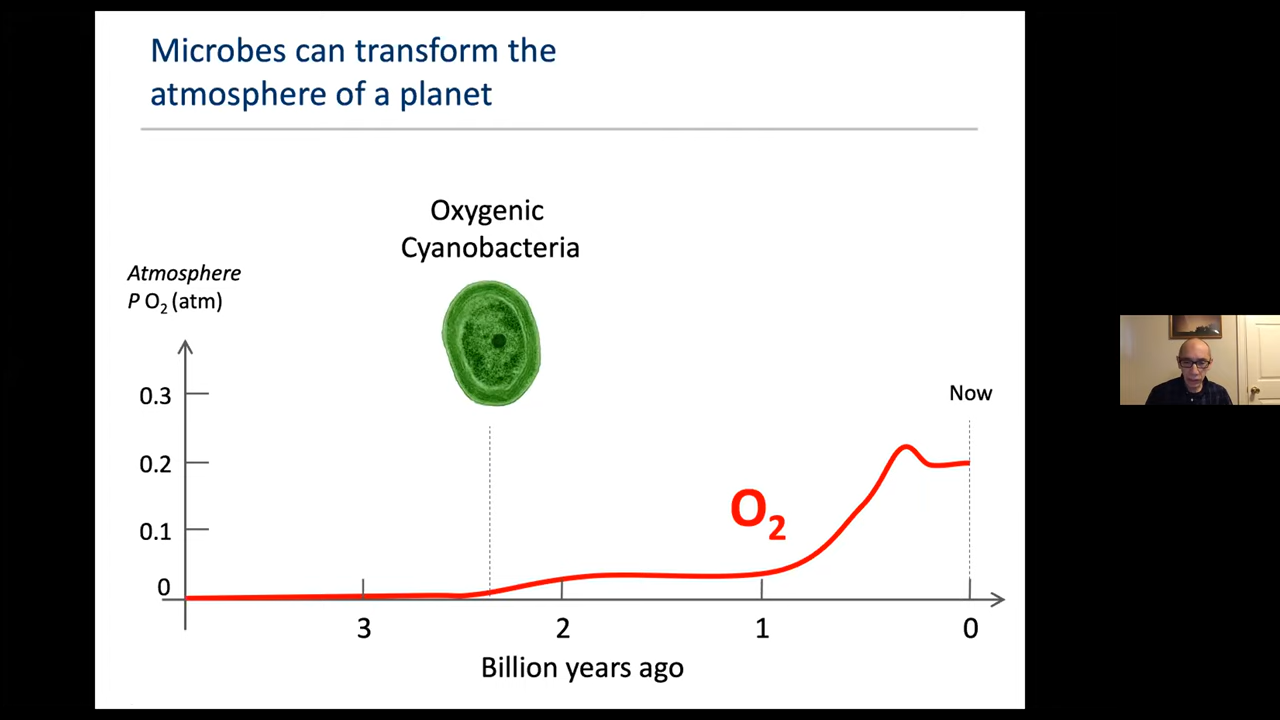 Microbes can transform the
atmosphere of a planet
Oxygenic
Cyanobacteria
Atmosphere
P O₂ (atm)
0.3
0.2
0.1
0
Now
O₂
3
2
1
0
Billion years ago